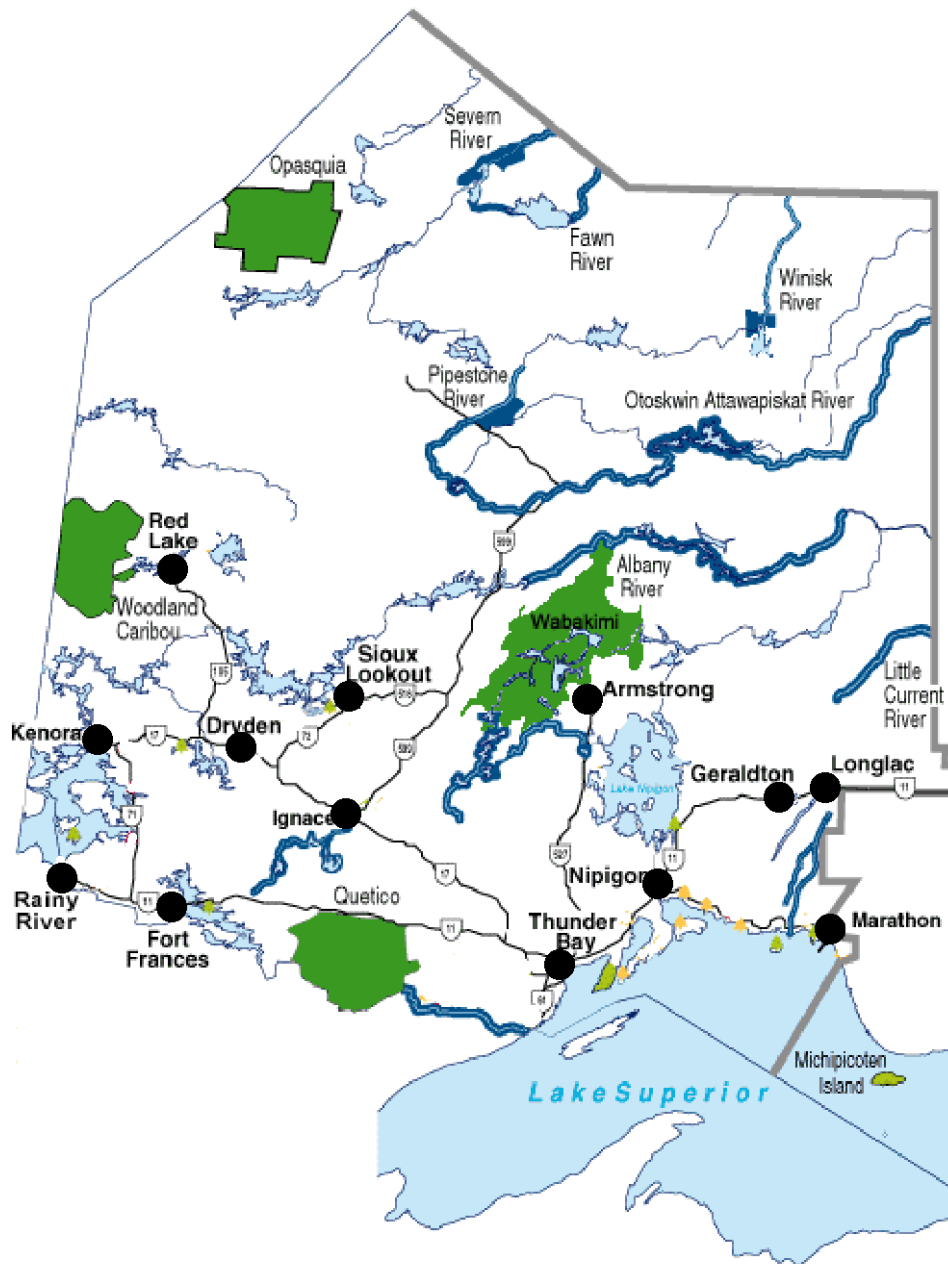 Severn
River
Opasquia
Fawn
River
Winisk
River
Pipestone
River
Otoskwin Attawapiskat River
Red
Lake
599
Albany
River
Woodland
Caribou
Wabakimi
Sioux
Lookout
105
516
Armstrong
Little
Current
River
Kenora
17
Dryden
72
599
Longlac
Geraldton
Lake Nipigon
11
71
Ignace
527
11
17
Nipigon
Rainy
River
11
Quetico
Fort
Frances
11
Thunder
Bay
Marathon
61
Michipicoten
Island
Lake Superior